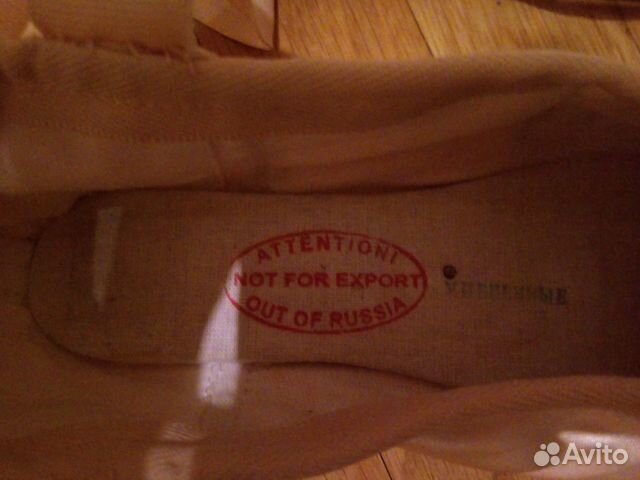 ATTENTION!
NOT FOR EXPORT
OUT OF RUSSIA
Avito